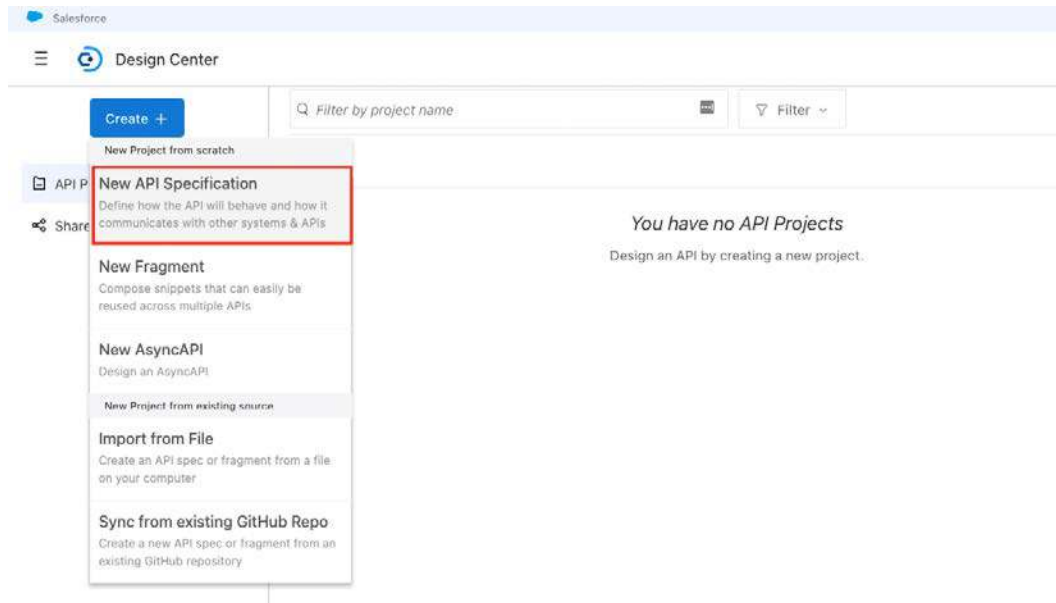 Salesforce
Design Center
Create +
Filter by project name
Filter
New Project from scratch
API P
New API Specification
Define how the API will behave and how it
communicates with other systems & APIs
Share
You have no API Projects
Design an API by creating a new project.
New Fragment
Compose snippets that can easily be
reused across multiple APIs
New AsyncAPI
Design an AsyncAPI
New Project from existing source
Import from File
Create an API spec or fragment from a file
on your computer
Sync from existing GitHub Repo
Create a new API spec or fragment from an
existing GitHub repository